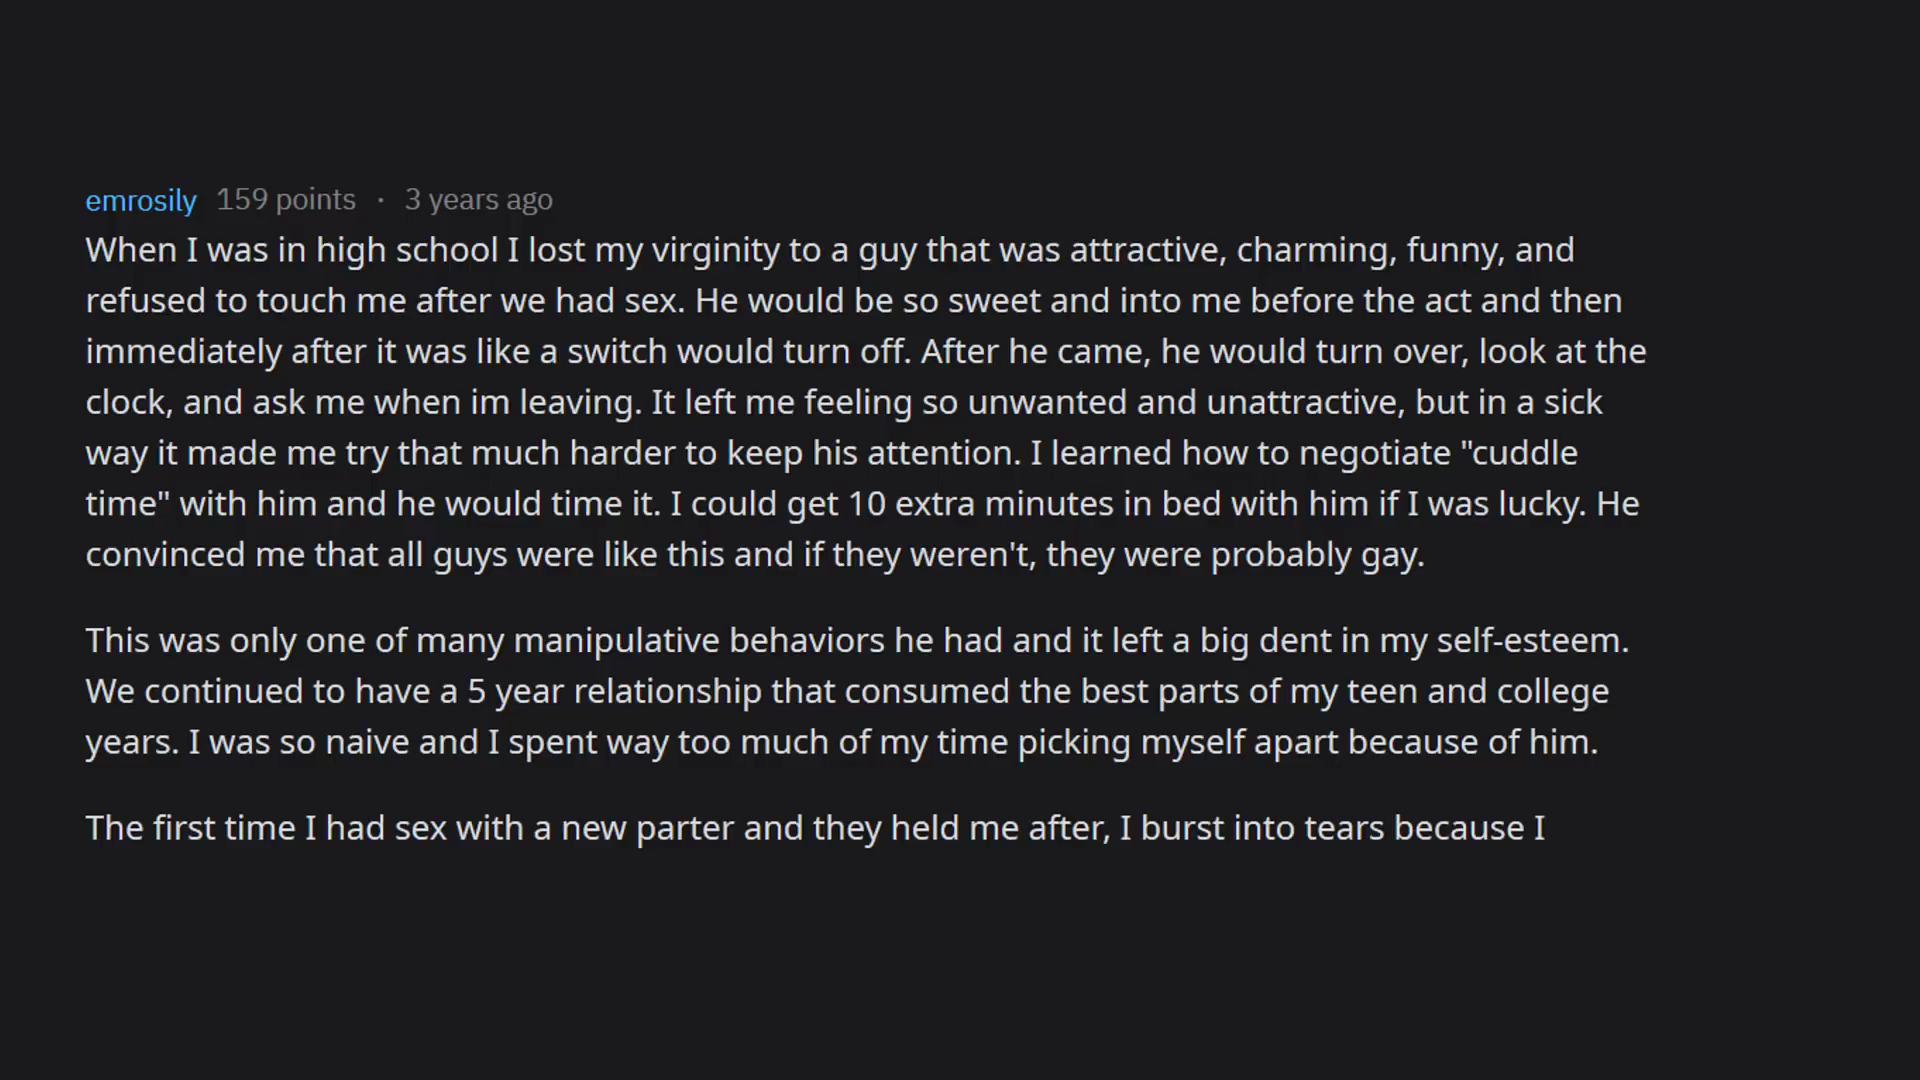 emrosily 159 points · 3 years ago
When I was in high school I lost my virginity to a guy that was attractive, charming, funny, and
refused to touch me after we had sex. He would be so sweet and into me before the act and then
immediately after it was like a switch would turn off. After he came, he would turn over, look at the
clock, and ask me when im leaving. It left me feeling so unwanted and unattractive, but in a sick
way it made me try that much harder to keep his attention. I learned how to negotiate "cuddle
time" with him and he would time it. I could get 10 extra minutes in bed with him if I was lucky. He
convinced me that all guys were like this and if they weren't, they were probably gay.
This was only one of many manipulative behaviors he had and it left a big dent in my self-esteem.
We continued to have a 5 year relationship that consumed the best parts of my teen and college
years. I was so naive and I spent way too much of my time picking myself apart because of him.
The first time I had sex with a new parter and they held me after, I burst into tears because I